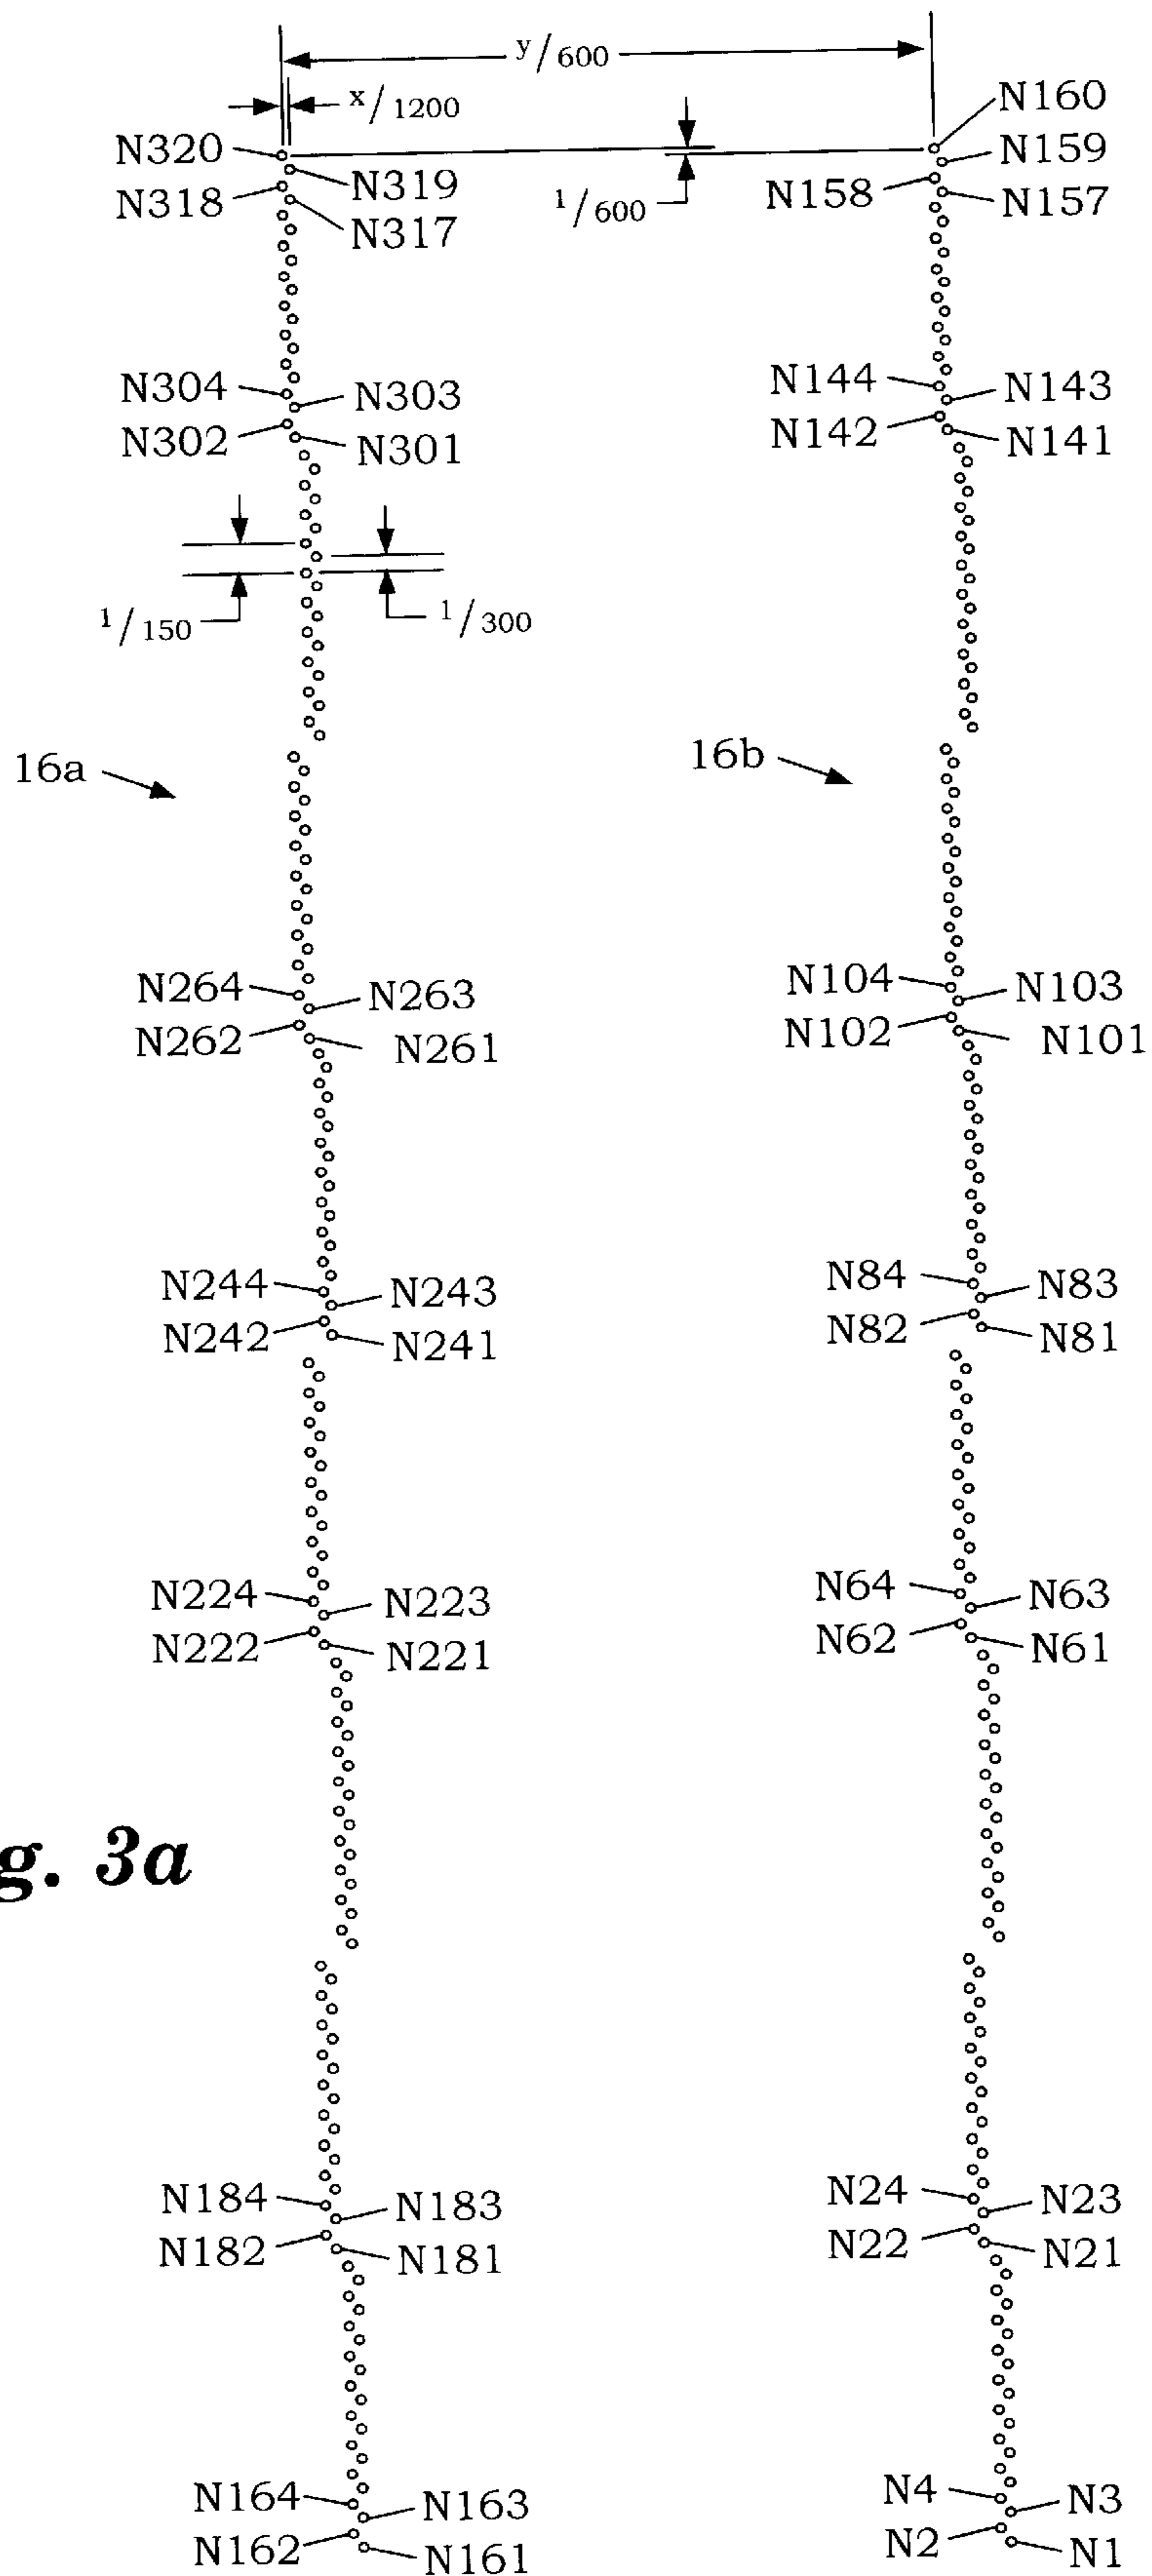 y/600
x/1200
N160
N320
N159
N319
N158
N157
N318
1/600
N317
N304
N303
N144
N143
N302
N301
N142
N141
1/150
1/300
16a
16b
N264
N263
N104
N103
N262
N261
N102
N101
N244
N243
N84
N83
N242
N241
N82
N81
N224
N223
N64
N63
N222
N221
N62
N61
g. 3a
N184
N183
N24
N23
N182
N181
N22
N21
N164
N163
N4
N3
N162
N161
N2
N1